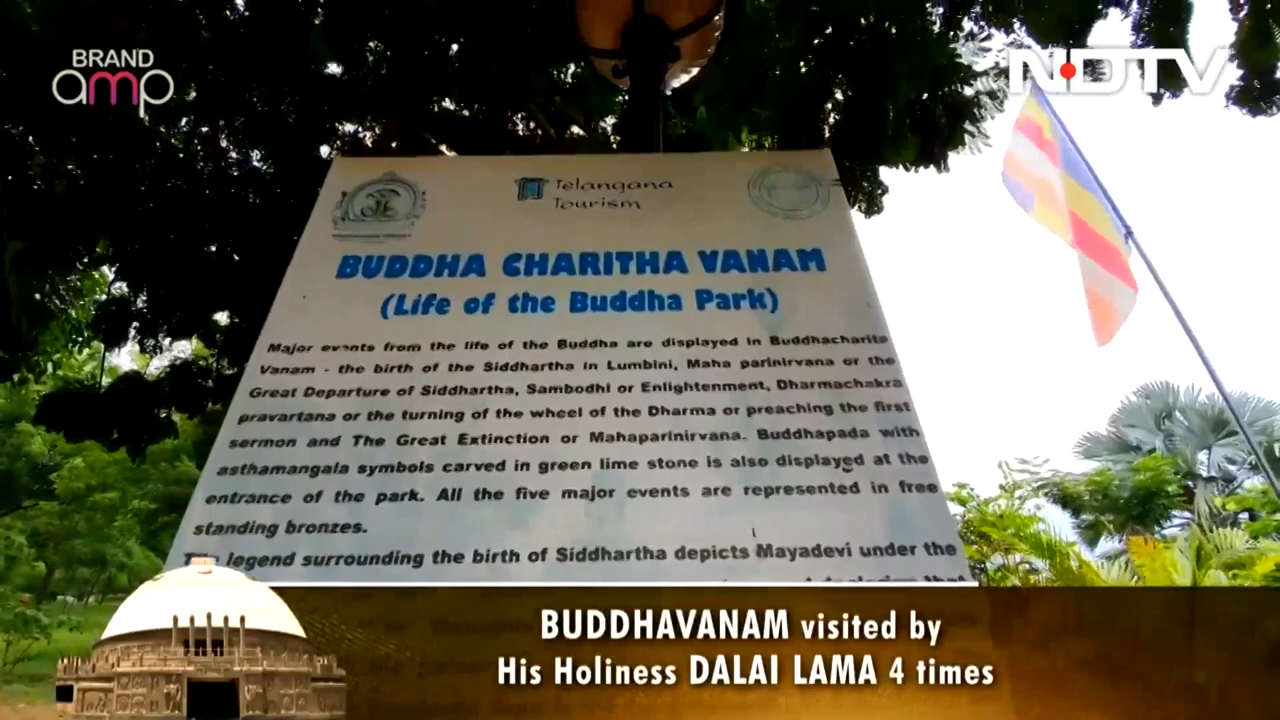 BRAND
amp
NDTV
Telangana
Tourism
BUDDHA CHARITHA VANAM
(Life of the Buddha Park)
Major events from the life of the Buddha are displayed in Buddhacharita
Vanam - the birth of the Siddhartha in Lumbini, Maha parinirvana or the
Great Departure of Siddhartha, Sambodhi or Enlightenment, Dharmachakra
pravartana or the turning of the wheel of the Dharma or preaching the first
sermon and The Great Extinction or Mahaparinirvana. Buddhapada with
asthamangala symbols carved in green lime stone is also displayed at the
entrance of the park. All the five major events are represented in free
standing bronzes.
The legend surrounding the birth of Siddhartha depicts Mayadevi under the
BUDDHAVANAM visited by
His Holiness DALAI LAMA 4 times